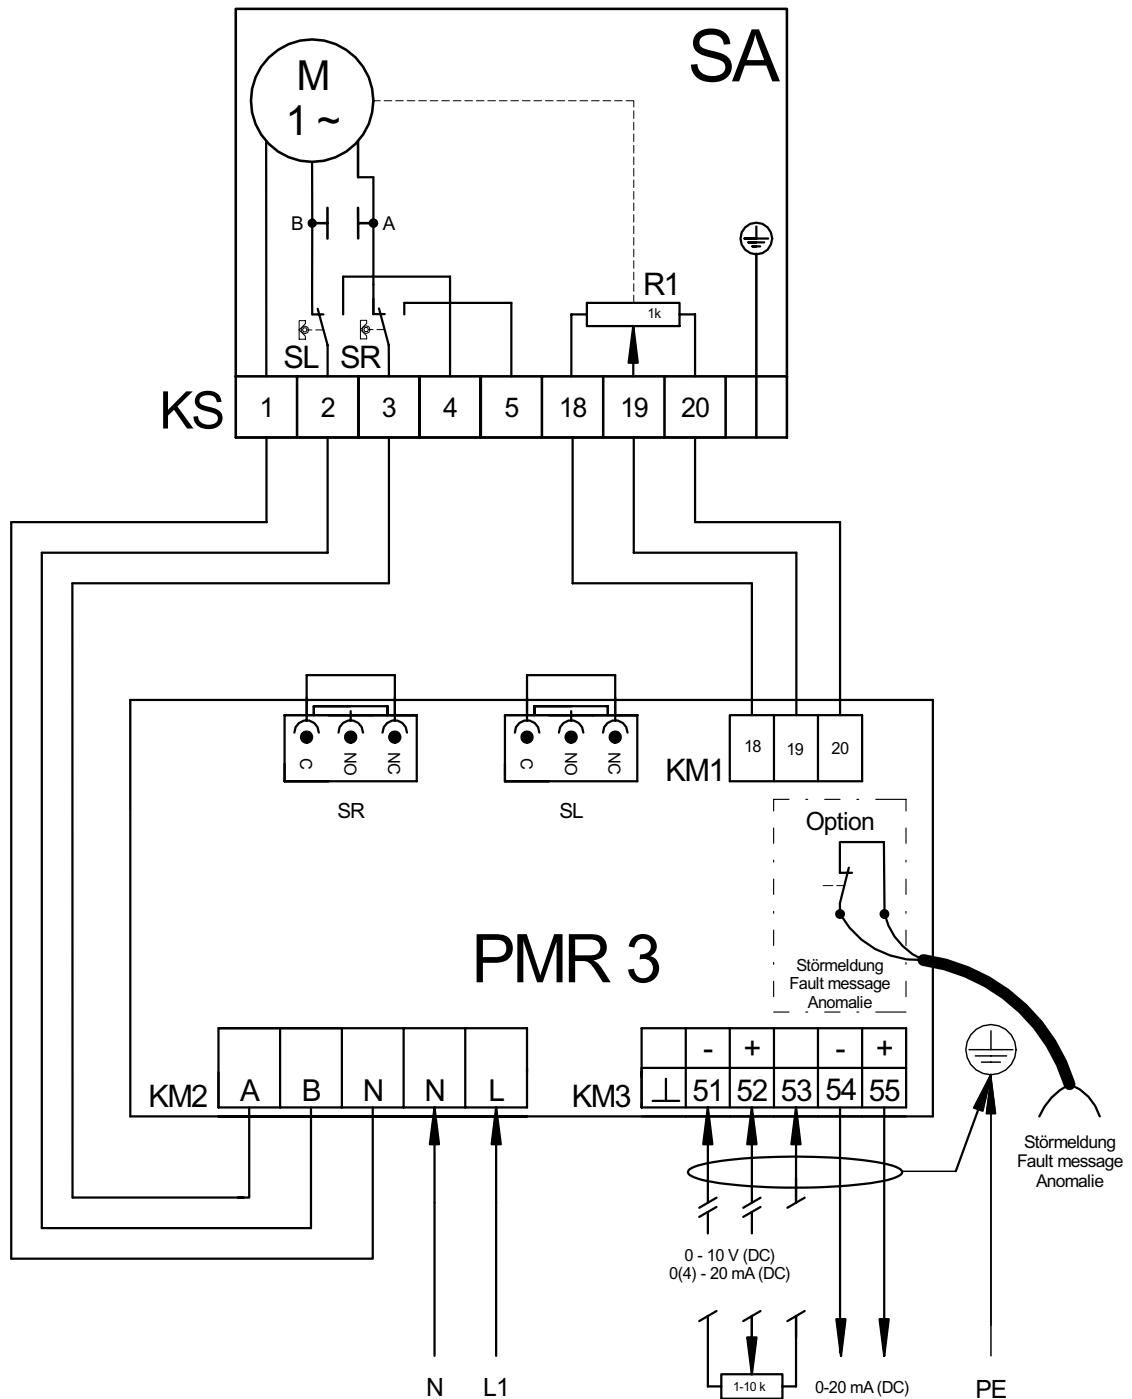 SA
M
1 ~
B
A
R1
1k
SL
SR
KS
1 2 3 4 5 18 19 20
C NO NC
SR
C NO NC
SL
KM1
18 19 20
Option
PMR 3
Störmeldung
Fault message
Anomalie
KM2
A B N N L
KM3
- + - +
⊥ 51 52 53 54 55
Störmeldung
Fault message
Anomalie
0 - 10 V (DC)
0(4) - 20 mA (DC)
N
L1
1-10 k
0-20 mA (DC)
PE